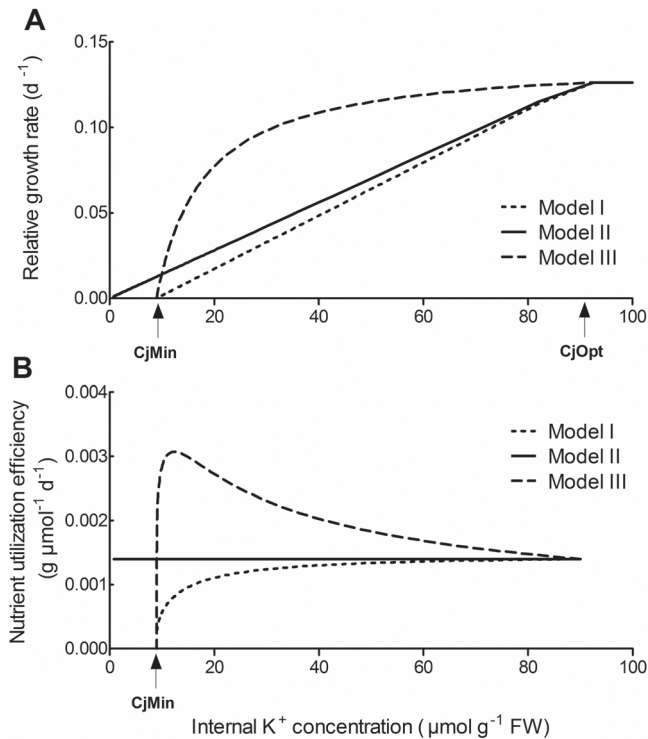 A
Relative growth rate (d⁻¹)
0.15
0.10
0.05
0.00
Model I
Model II
Model III
0 20 40 60 80 100
CjMin CjOpt
B
Nutrient utilization efficiency
(g µmol⁻¹ d⁻¹)
0.004
0.003
0.002
0.001
0.000
Model I
Model II
Model III
0 20 40 60 80 100
CjMin
Internal K⁺ concentration (µmol g⁻¹ FW)